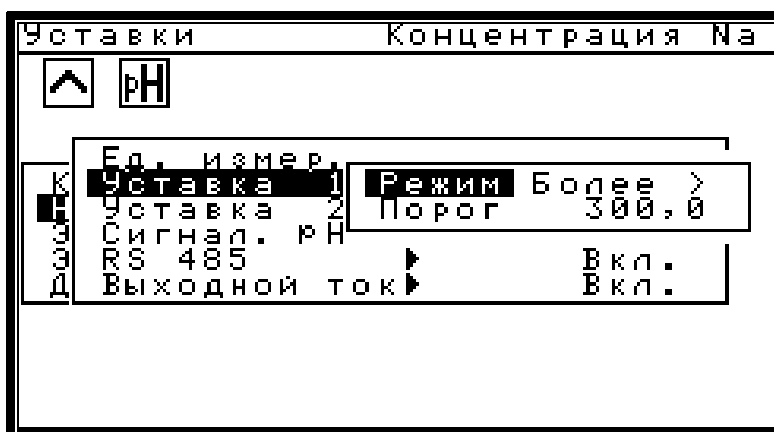 Уставки Концентрация Na
pH
Ед. измер.
К Уставка 1 Режим Более >
Н Уставка 2 Порог 300,0
Э Сигнал. pH
Э RS 485 Вкл.
Д Выходной ток Вкл.